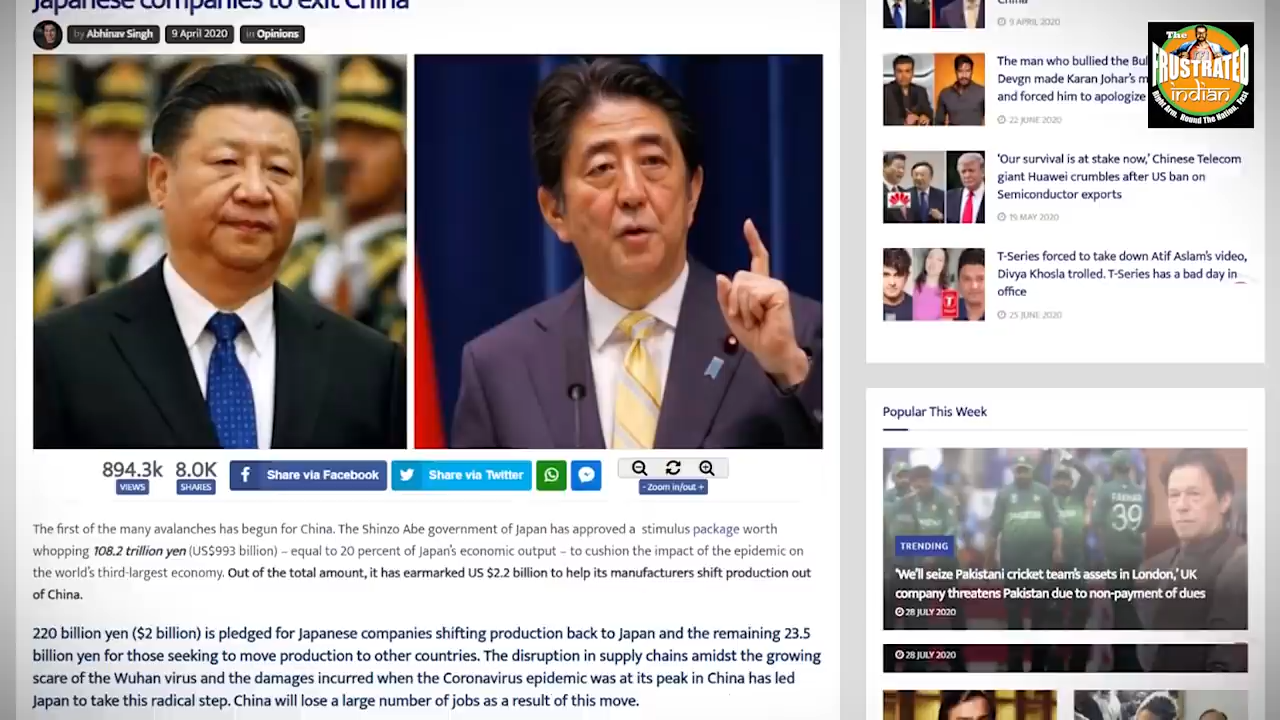 Japanese companies to exit China
by Abhinav Singh
9 April 2020
in Opinions
894.3k
VIEWS
8.0K
SHARES
Share via Facebook
Share via Twitter
- Zoom in/out +
The first of the many avalanches has begun for China. The Shinzo Abe government of Japan has approved a stimulus package worth
whopping 108.2 trillion yen (US$993 billion) – equal to 20 percent of Japan's economic output – to cushion the impact of the epidemic on
the world's third-largest economy. Out of the total amount, it has earmarked US $2.2 billion to help its manufacturers shift production out
of China.
220 billion yen ($2 billion) is pledged for Japanese companies shifting production back to Japan and the remaining 23.5
billion yen for those seeking to move production to other countries. The disruption in supply chains amidst the growing
scare of the Wuhan virus and the damages incurred when the Coronavirus epidemic was at its peak in China has led
Japan to take this radical step. China will lose a large number of jobs as a result of this move.
China
9 APRIL 2020
The man who bullied the Bul
Devgn made Karan Johar's m
and forced him to apologize
22 JUNE 2020
'Our survival is at stake now,' Chinese Telecom
giant Huawei crumbles after US ban on
Semiconductor exports
19 MAY 2020
T-Series forced to take down Atif Aslam's video,
Divya Khosla trolled. T-Series has a bad day in
office
25 JUNE 2020
The
FRUSTRATED
indian
Right Arm. Round The Nation. Fast
Popular This Week
39
TRENDING
'We'll seize Pakistani cricket team's assets in London,' UK
company threatens Pakistan due to non-payment of dues
28 JULY 2020
28 JULY 2020